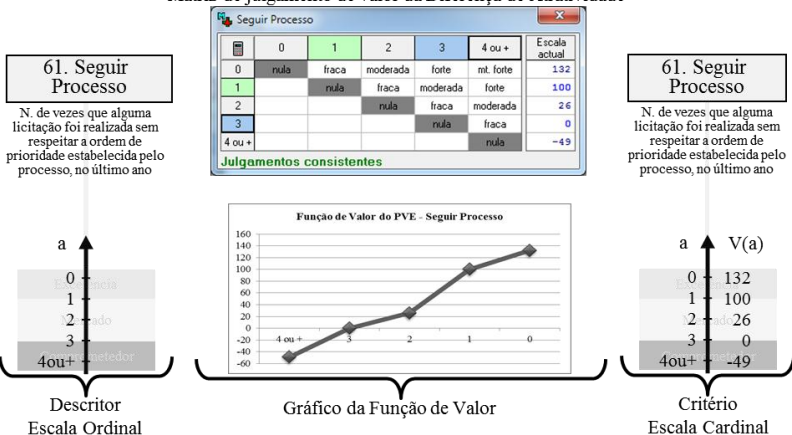 Matriz de Julgamento de Valor da Diferença de Atratividade
Seguir Processo
0 1 2 3 4 ou + Escala actual
0 nula fraca moderada forte mt. forte 132
1 nula fraca moderada forte 100
2 nula fraca moderada 26
3 nula fraca 0
4 ou + nula -49
Julgamentos consistentes
61. Seguir
Processo
N. de vezes que alguma
licitação foi realizada sem
respeitar a ordem de
prioridade estabelecida pelo
processo, no último ano
a
0
1
2
3
4ou+
Descritor
Escala Ordinal
Função de Valor do PVE - Seguir Processo
160
140
120
100
80
60
40
20
0
-20
-40
-60
4 ou + 3 2 1 0
Gráfico da Função de Valor
61. Seguir
Processo
N. de vezes que alguma
licitação foi realizada sem
respeitar a ordem de
prioridade estabelecida pelo
processo, no último ano
a V(a)
0 132
1 100
2 26
3 0
4ou+ -49
Critério
Escala Cardinal